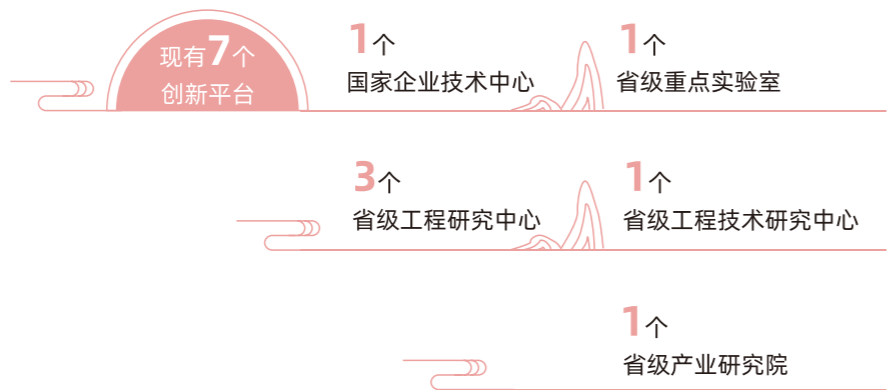 现有7个
创新平台
1个
国家企业技术中心
1个
省级重点实验室
3个
省级工程研究中心
1个
省级工程技术研究中心
1个
省级产业研究院